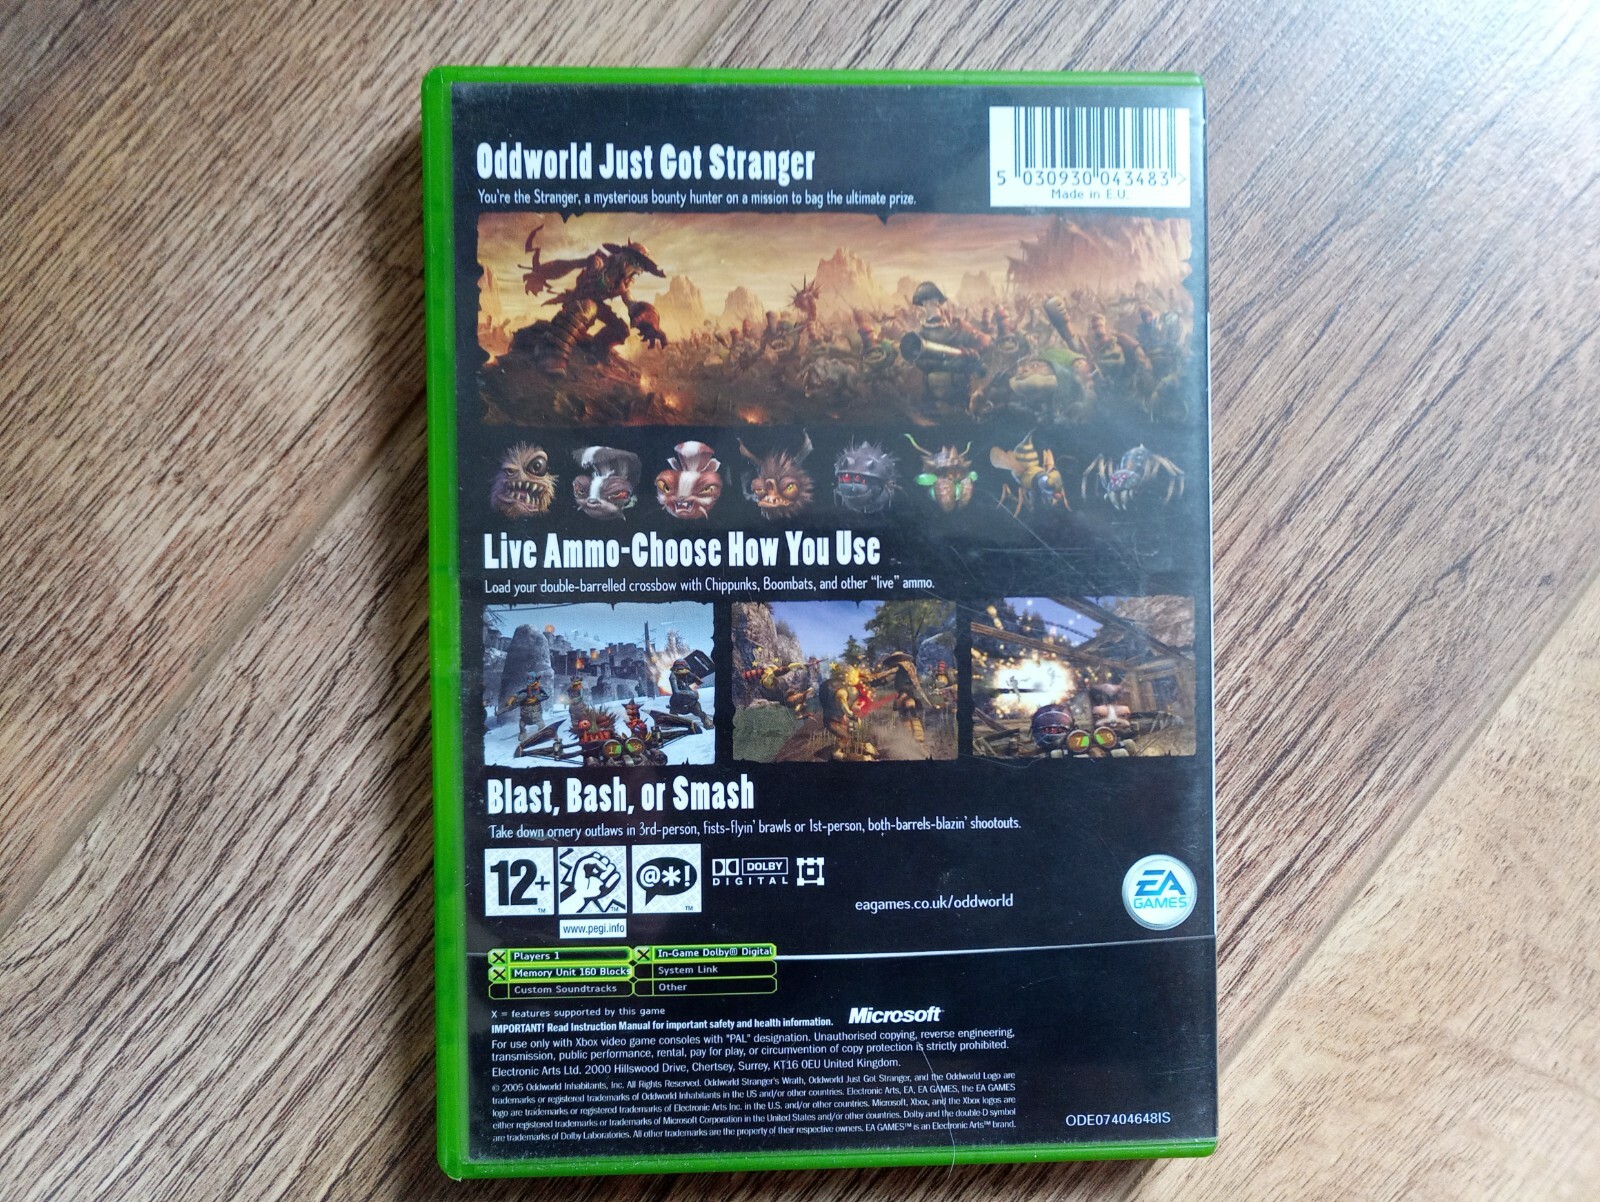 Oddworld Just Got Stranger
You're the Stranger, a mysterious bounty hunter on a mission to bag the ultimate prize.
5 030930 043483 >
Made in E.U.
Live Ammo-Choose How You Use
Load your double-barrelled crossbow with Chippunks, Boombats, and other "live" ammo.
Blast, Bash, or Smash
Take down ornery outlaws in 3rd-person, fists-flyin' brawls or 1st-person, both-barrels-blazin' shootouts.
12+
™
™
@*!
™
www.pegi.info
DOLBY
DIGITAL
eagames.co.uk/oddworld
EA
GAMES™
X Players 1
X In-Game Dolby® Digital
X Memory Unit 160 Blocks
System Link
Custom Soundtracks
Other
X = features supported by this game
Microsoft®
IMPORTANT! Read Instruction Manual for important safety and health information.
For use only with Xbox video game consoles with "PAL" designation. Unauthorised copying, reverse engineering,
transmission, public performance, rental, pay for play, or circumvention of copy protection is strictly prohibited.
Electronic Arts Ltd. 2000 Hillswood Drive, Chertsey, Surrey, KT16 0EU United Kingdom.
© 2005 Oddworld Inhabitants, Inc. All Rights Reserved. Oddworld Stranger's Wrath, Oddworld Just Got Stranger, and the Oddworld Logo are
trademarks or registered trademarks of Oddworld Inhabitants in the US and/or other countries. Electronic Arts, EA, EA GAMES, the EA GAMES
logo are trademarks or registered trademarks of Electronic Arts Inc. in the U.S. and/or other countries. Microsoft, Xbox, and the Xbox logos are
either registered trademarks or trademarks of Microsoft Corporation in the United States and/or other countries. Dolby and the double-D symbol
are trademarks of Dolby Laboratories. All other trademarks are the property of their respective owners. EA GAMES™ is an Electronic Arts™ brand.
ODE07404648IS